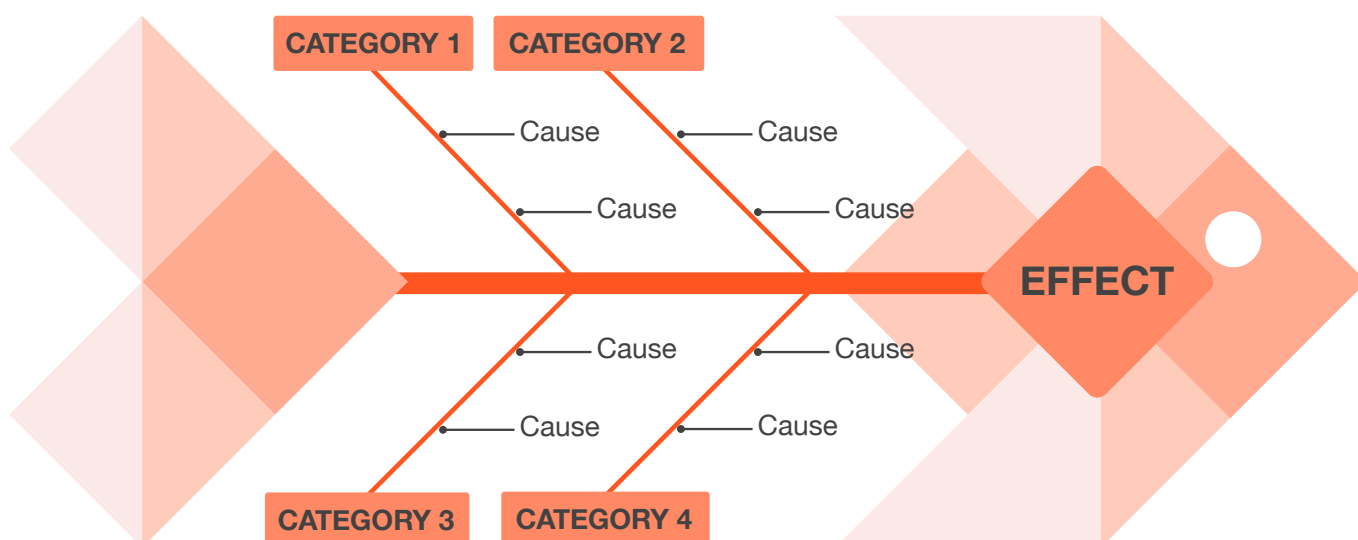 CATEGORY 1
CATEGORY 2
Cause
Cause
Cause
Cause
EFFECT
Cause
Cause
Cause
Cause
CATEGORY 3
CATEGORY 4